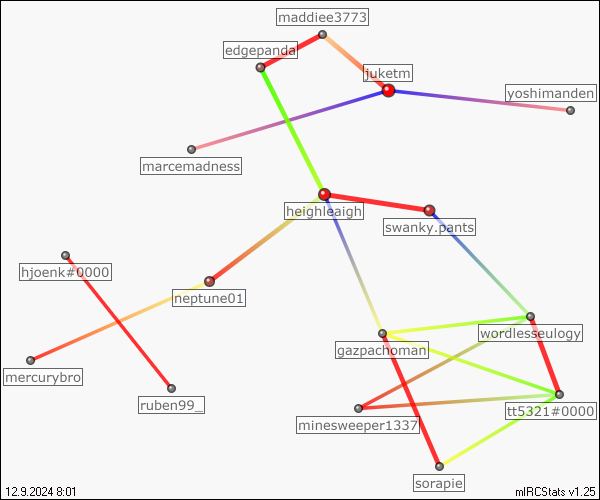 maddiee3773
edgepanda
juketm
yoshimanden
marcemadness
heighleaigh
swanky.pants
hjoenk#0000
neptune01
wordlesseulogy
gazpachoman
mercurybro
ruben99_
tt5321#0000
minesweeper1337
sorapie
12.9.2024 8:01
mIRCStats v1.25